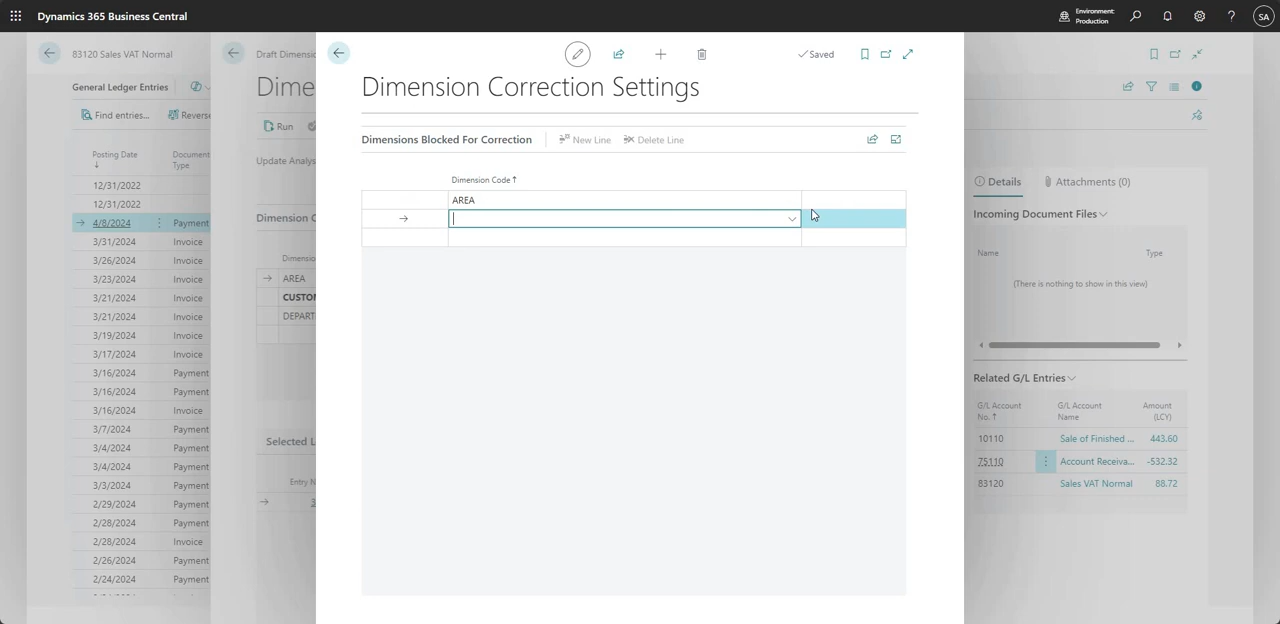 Dynamics 365 Business Central
Environment:
Production
SA
83120 Sales VAT Normal
General Ledger Entries
Find entries...
Reverse
Posting Date
Document
Type
12/31/2022
12/31/2022
4/8/2024 Payment
3/31/2024 Invoice
3/26/2024 Invoice
3/23/2024 Invoice
3/21/2024 Invoice
3/21/2024 Invoice
3/19/2024 Invoice
3/17/2024 Invoice
3/16/2024 Payment
3/16/2024 Payment
3/16/2024 Invoice
3/7/2024 Payment
3/4/2024 Payment
3/4/2024 Payment
3/3/2024 Payment
2/29/2024 Payment
2/28/2024 Payment
2/28/2024 Invoice
2/26/2024 Payment
2/24/2024 Payment
Draft Dimensio
Dime
Run
Update Analys
Dimension C
Dimensio
AREA
CUSTOM
DEPART
Selected L
Entry N
Saved
Dimension Correction Settings
Dimensions Blocked For Correction
New Line
Delete Line
Dimension Code
AREA
Details
Attachments (0)
Incoming Document Files
Name Type
(There is nothing to show in this view)
Related G/L Entries
G/L Account
No.
G/L Account
Name
Amount
(LCY)
10110 Sale of Finished ... 443.60
75110 Account Receiva... -532.32
83120 Sales VAT Normal 88.72